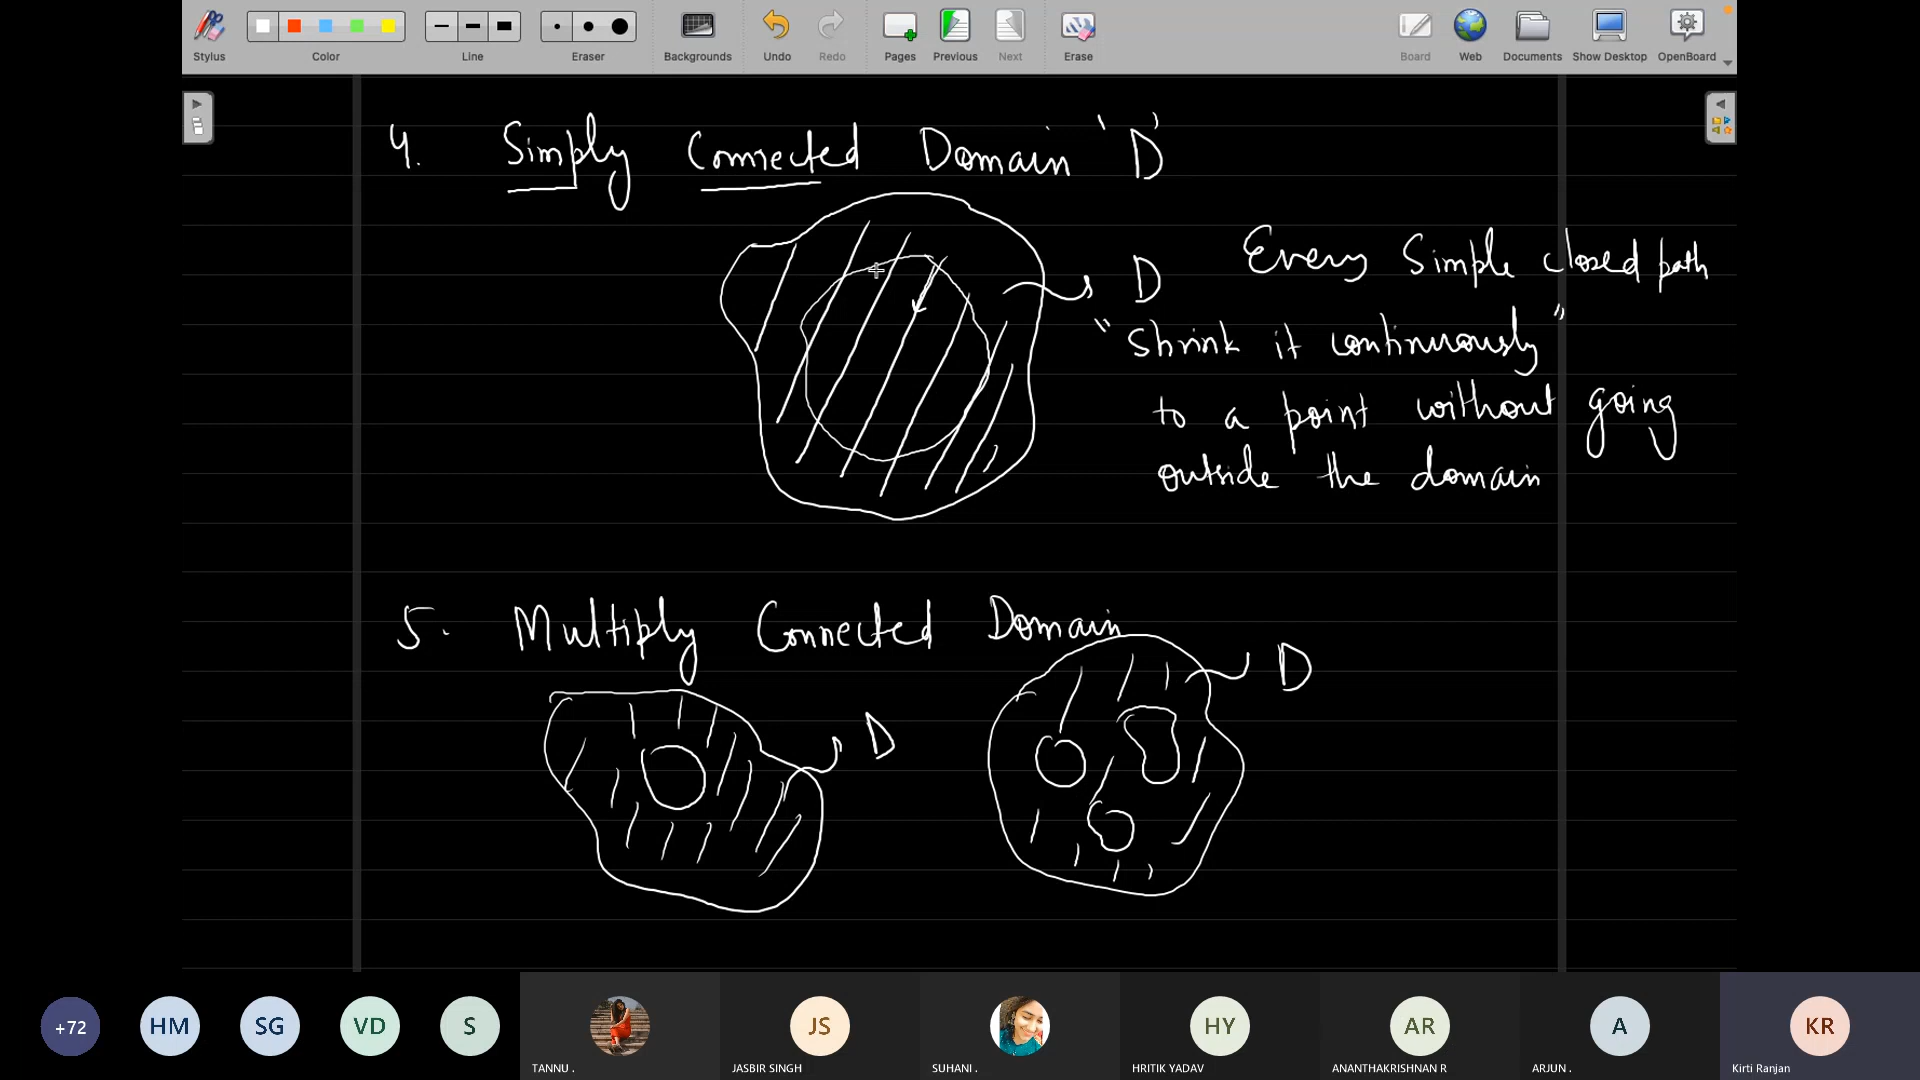 Stylus
Color
Line
Eraser
Backgrounds
Undo
Redo
Pages
Previous
Next
Erase
Board
Web
Documents
Show Desktop
OpenBoard
4. Simply Connected Domain 'D'
D
Every Simple closed path
"Shrink it continuously"
to a point without going
outside the domain
5. Multiply Connected Domain
D
D
+72
HM
SG
VD
S
TANNU .
JS
JASBIR SINGH
SUHANI .
HY
HRITIK YADAV
AR
ANANTHAKRISHNAN R
A
ARJUN .
KR
Kirti Ranjan